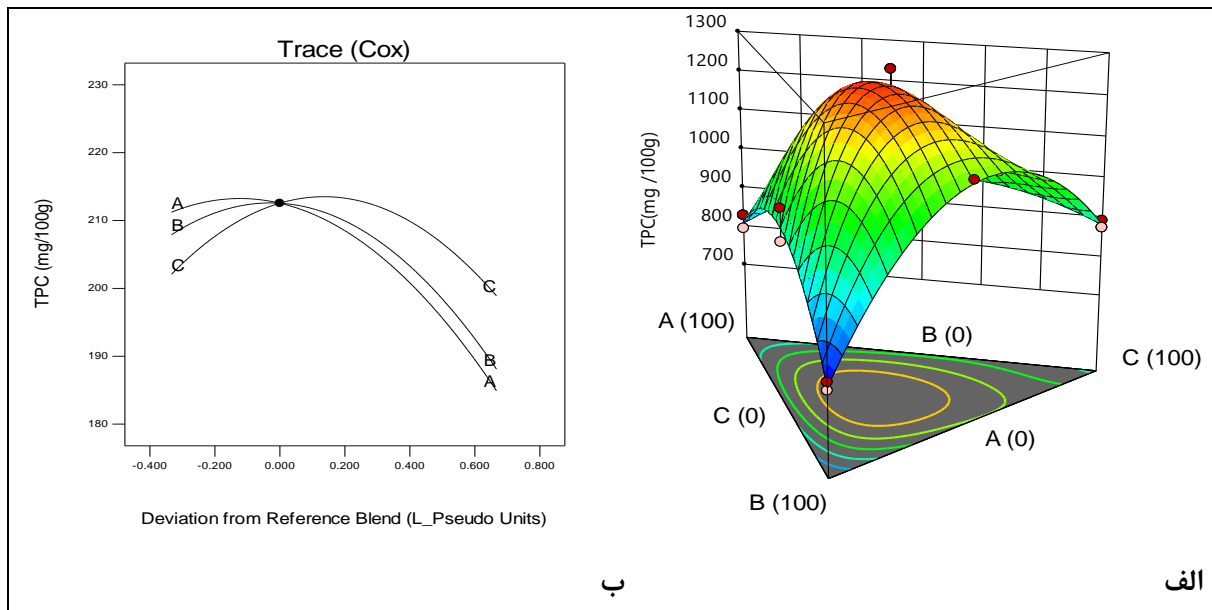 Trace (Cox)
TPC (mg/100g)
230
220
210
200
190
180
A
B
C
C
B
A
-0.400
-0.200
0.000
0.200
0.400
0.600
0.800
Deviation from Reference Blend (L_Pseudo Units)
ب
TPC(mg /100g)
1300
1200
1100
1000
900
800
700
A (100)
B (0)
C (100)
C (0)
A (0)
B (100)
الف